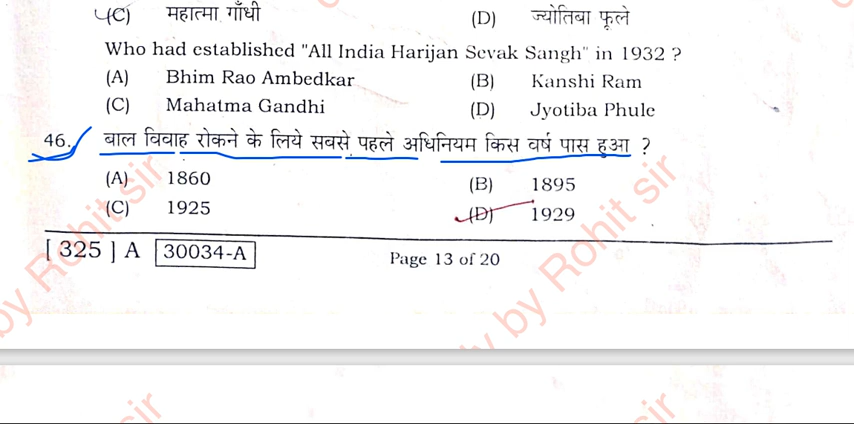 (C) महात्मा गाँधी (D) ज्योतिबा फूले
Who had established "All India Harijan Sevak Sangh" in 1932 ?
(A) Bhim Rao Ambedkar (B) Kanshi Ram
(C) Mahatma Gandhi (D) Jyotiba Phule
46. बाल विवाह रोकने के लिये सबसे पहले अधिनियम किस वर्ष पास हुआ ?
(A) 1860 (B) 1895
(C) 1925 (D) 1929
[ 325 ] A 30034-A Page 13 of 20
by Rohit sir
by Rohit sir
sir
sir